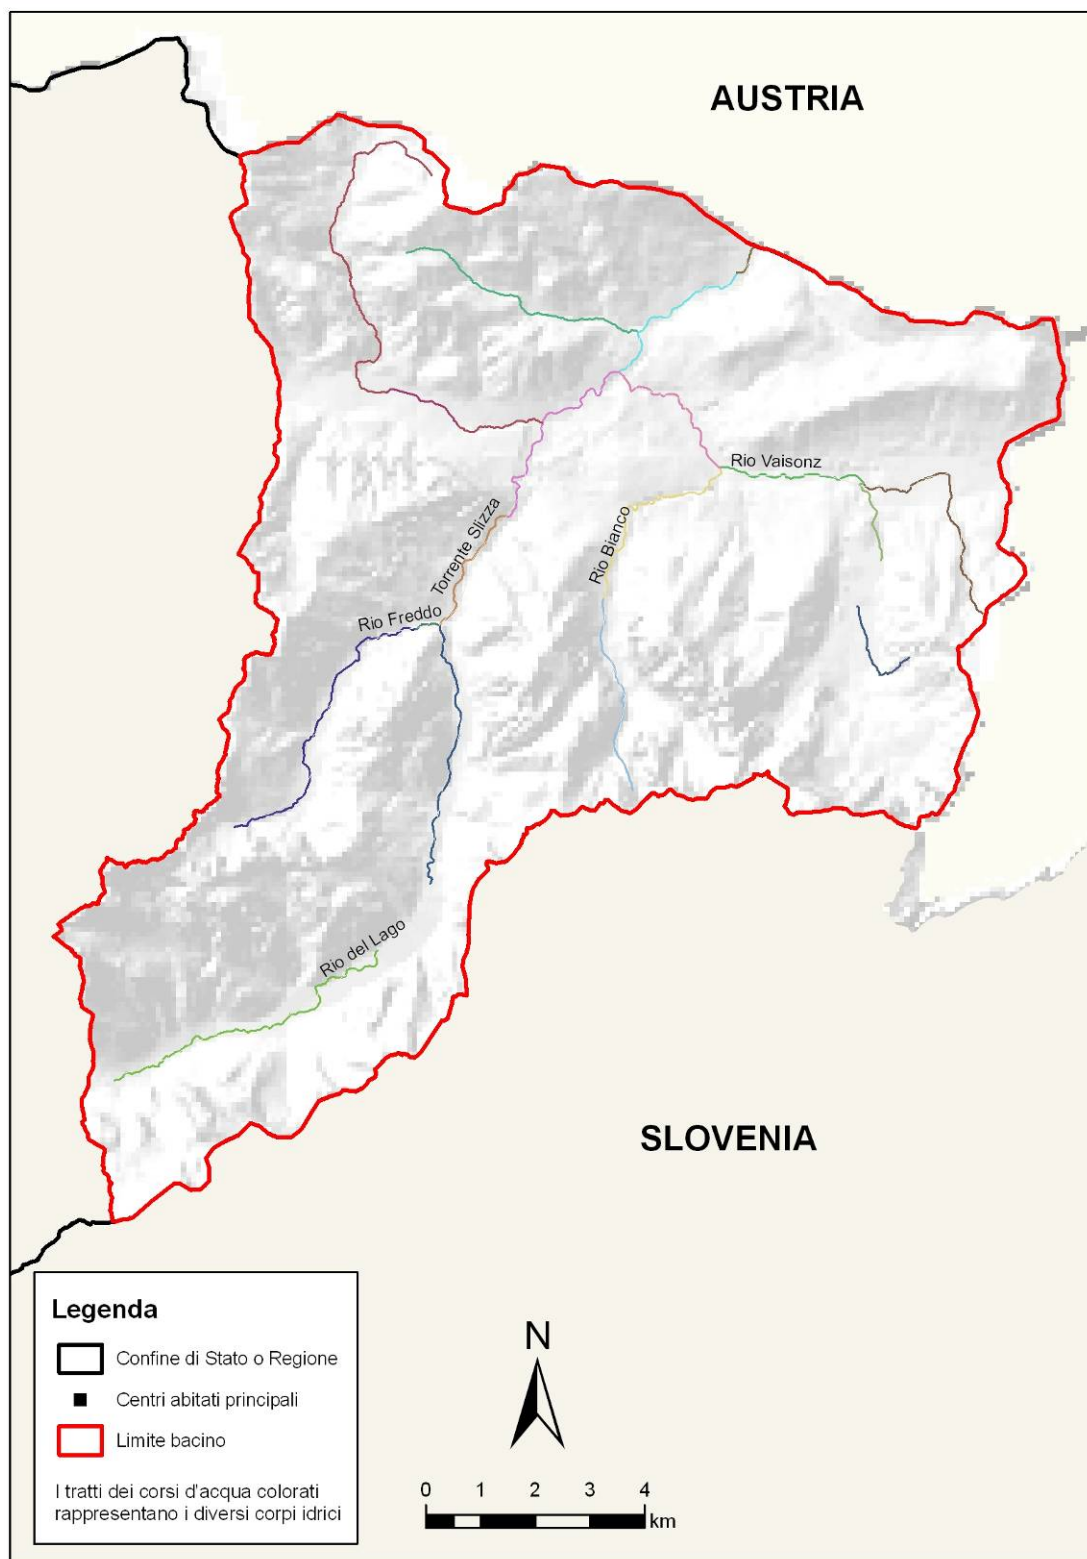 AUSTRIA
Rio Vaisonz
Torrente Slizza
Rio Bianco
Rio Freddo
Rio del Lago
SLOVENIA
Legenda
Confine di Stato o Regione
Centri abitati principali
Limite bacino
I tratti dei corsi d'acqua colorati
rappresentano i diversi corpi idrici
N
0 1 2 3 4
km